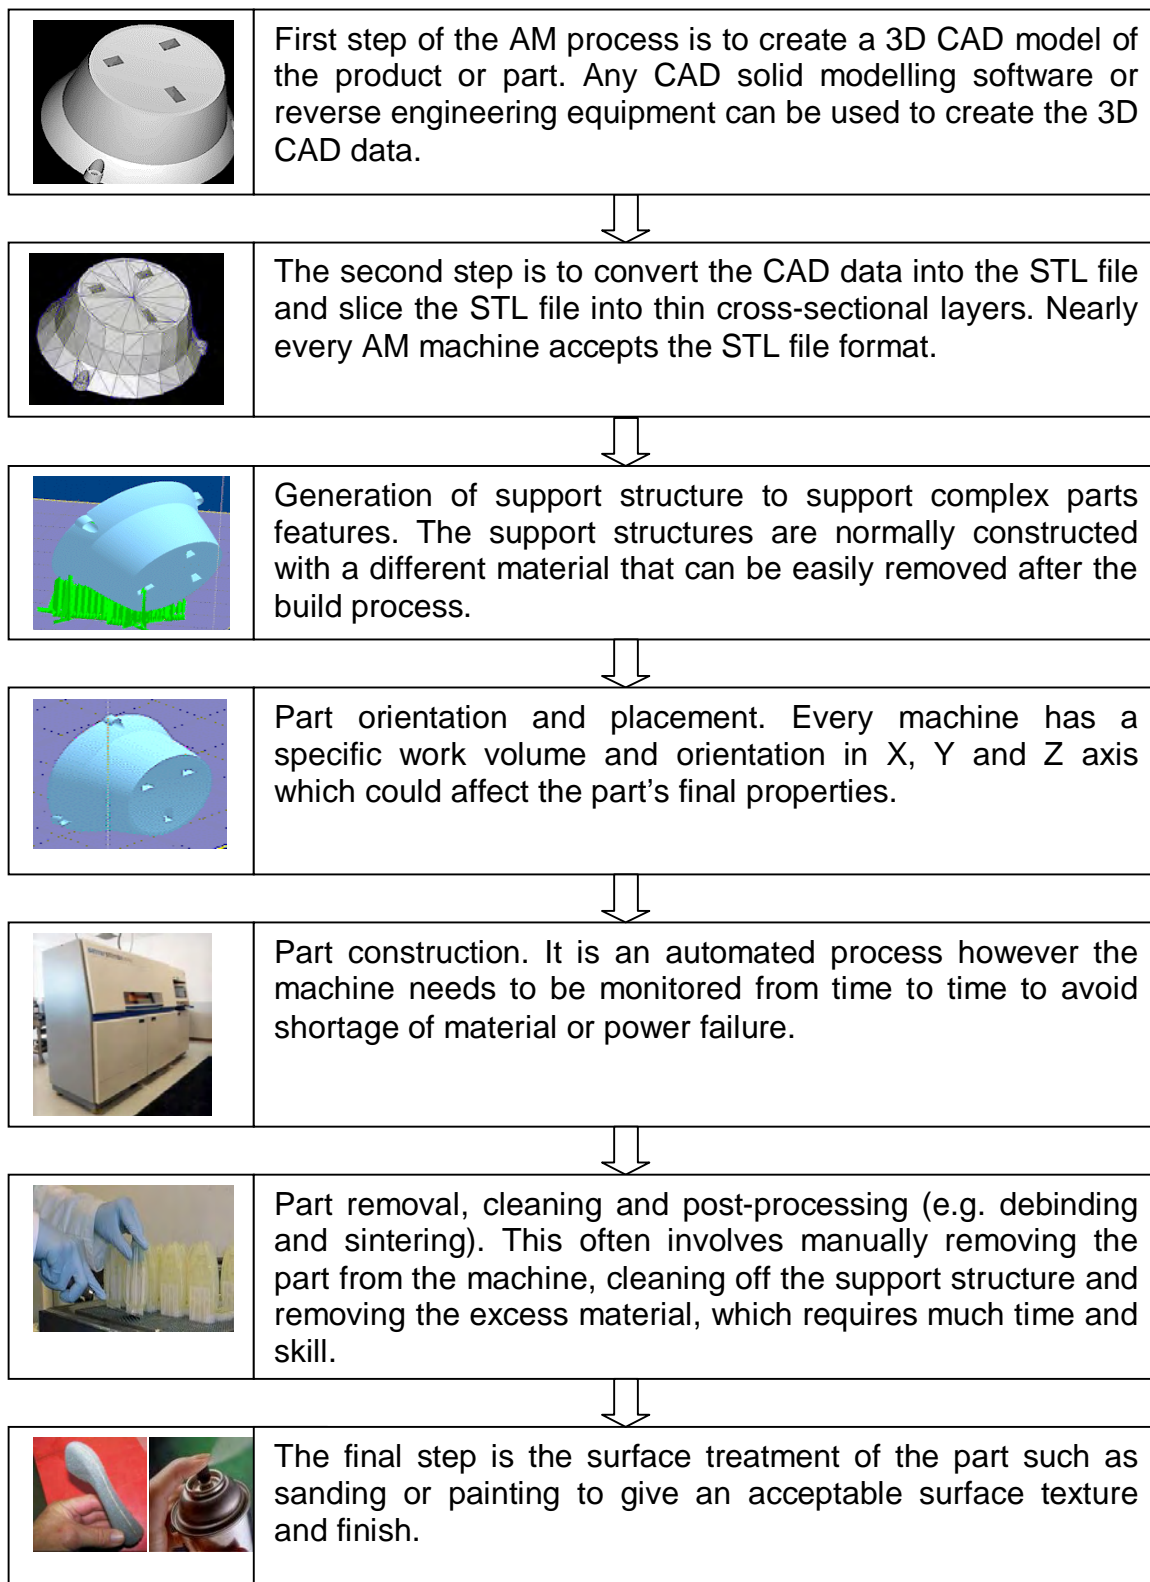 First step of the AM process is to create a 3D CAD model of
the product or part. Any CAD solid modelling software or
reverse engineering equipment can be used to create the 3D
CAD data.
The second step is to convert the CAD data into the STL file
and slice the STL file into thin cross-sectional layers. Nearly
every AM machine accepts the STL file format.
Generation of support structure to support complex parts
features. The support structures are normally constructed
with a different material that can be easily removed after the
build process.
Part orientation and placement. Every machine has a
specific work volume and orientation in X, Y and Z axis
which could affect the part's final properties.
Part construction. It is an automated process however the
machine needs to be monitored from time to time to avoid
shortage of material or power failure.
Part removal, cleaning and post-processing (e.g. debinding
and sintering). This often involves manually removing the
part from the machine, cleaning off the support structure and
removing the excess material, which requires much time and
skill.
The final step is the surface treatment of the part such as
sanding or painting to give an acceptable surface texture
and finish.